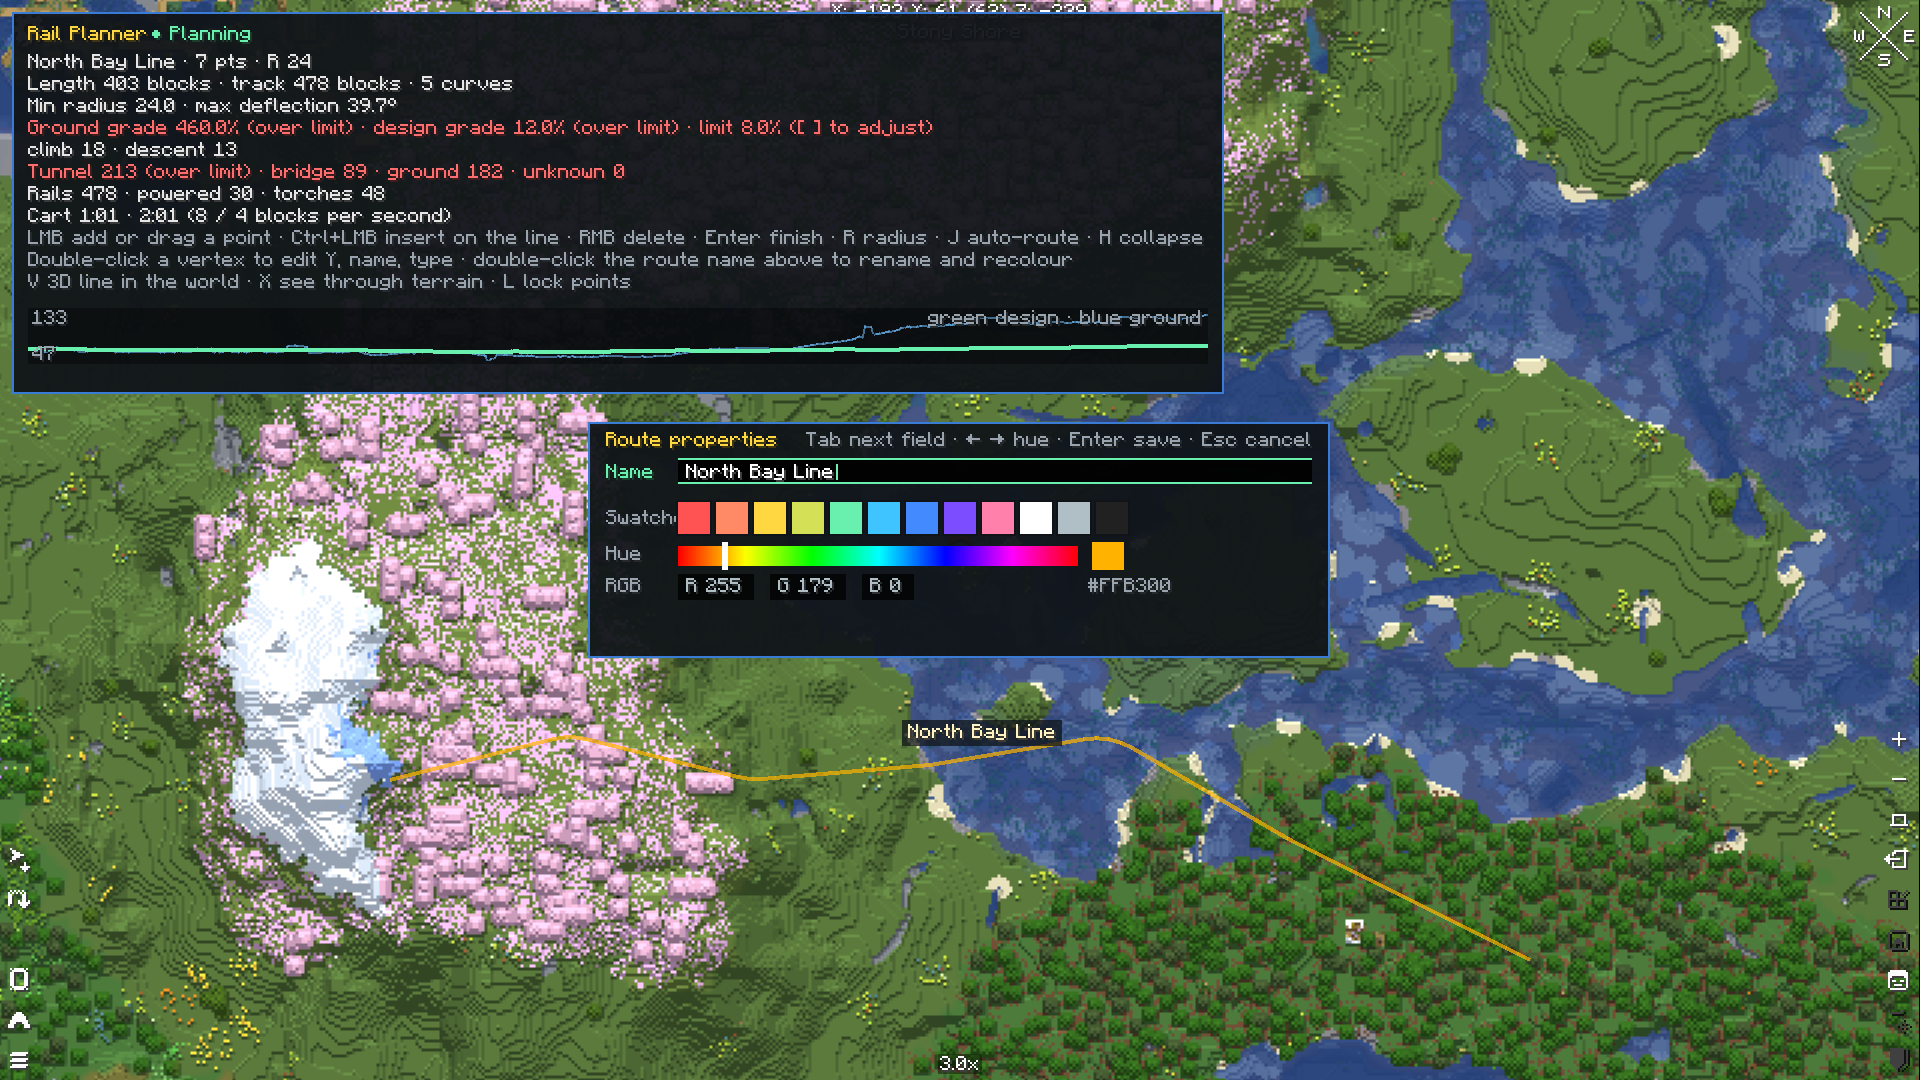 X: -192 Y: 61 (62) Z: -239
Stony Shore
Rail Planner • Planning
North Bay Line · 7 pts · R 24
Length 403 blocks · track 478 blocks · 5 curves
Min radius 24.0 · max deflection 39.7°
Ground grade 460.0% (over limit) · design grade 12.0% (over limit) · limit 8.0% ([ ] to adjust)
climb 18 · descent 13
Tunnel 213 (over limit) · bridge 89 · ground 182 · unknown 0
Rails 478 · powered 30 · torches 48
Cart 1:01 · 2:01 (8 / 4 blocks per second)
LMB add or drag a point · Ctrl+LMB insert on the line · RMB delete · Enter finish · R radius · J auto-route · H collapse
Double-click a vertex to edit Y, name, type · double-click the route name above to rename and recolour
V 3D line in the world · X see through terrain · L lock points
133
green design · blue ground
47
N
W E
S
Route properties Tab next field · ← → hue · Enter save · Esc cancel
Name North Bay Line
Swatch
Hue
RGB R 255 G 179 B 0 #FFB300
North Bay Line
3.0x